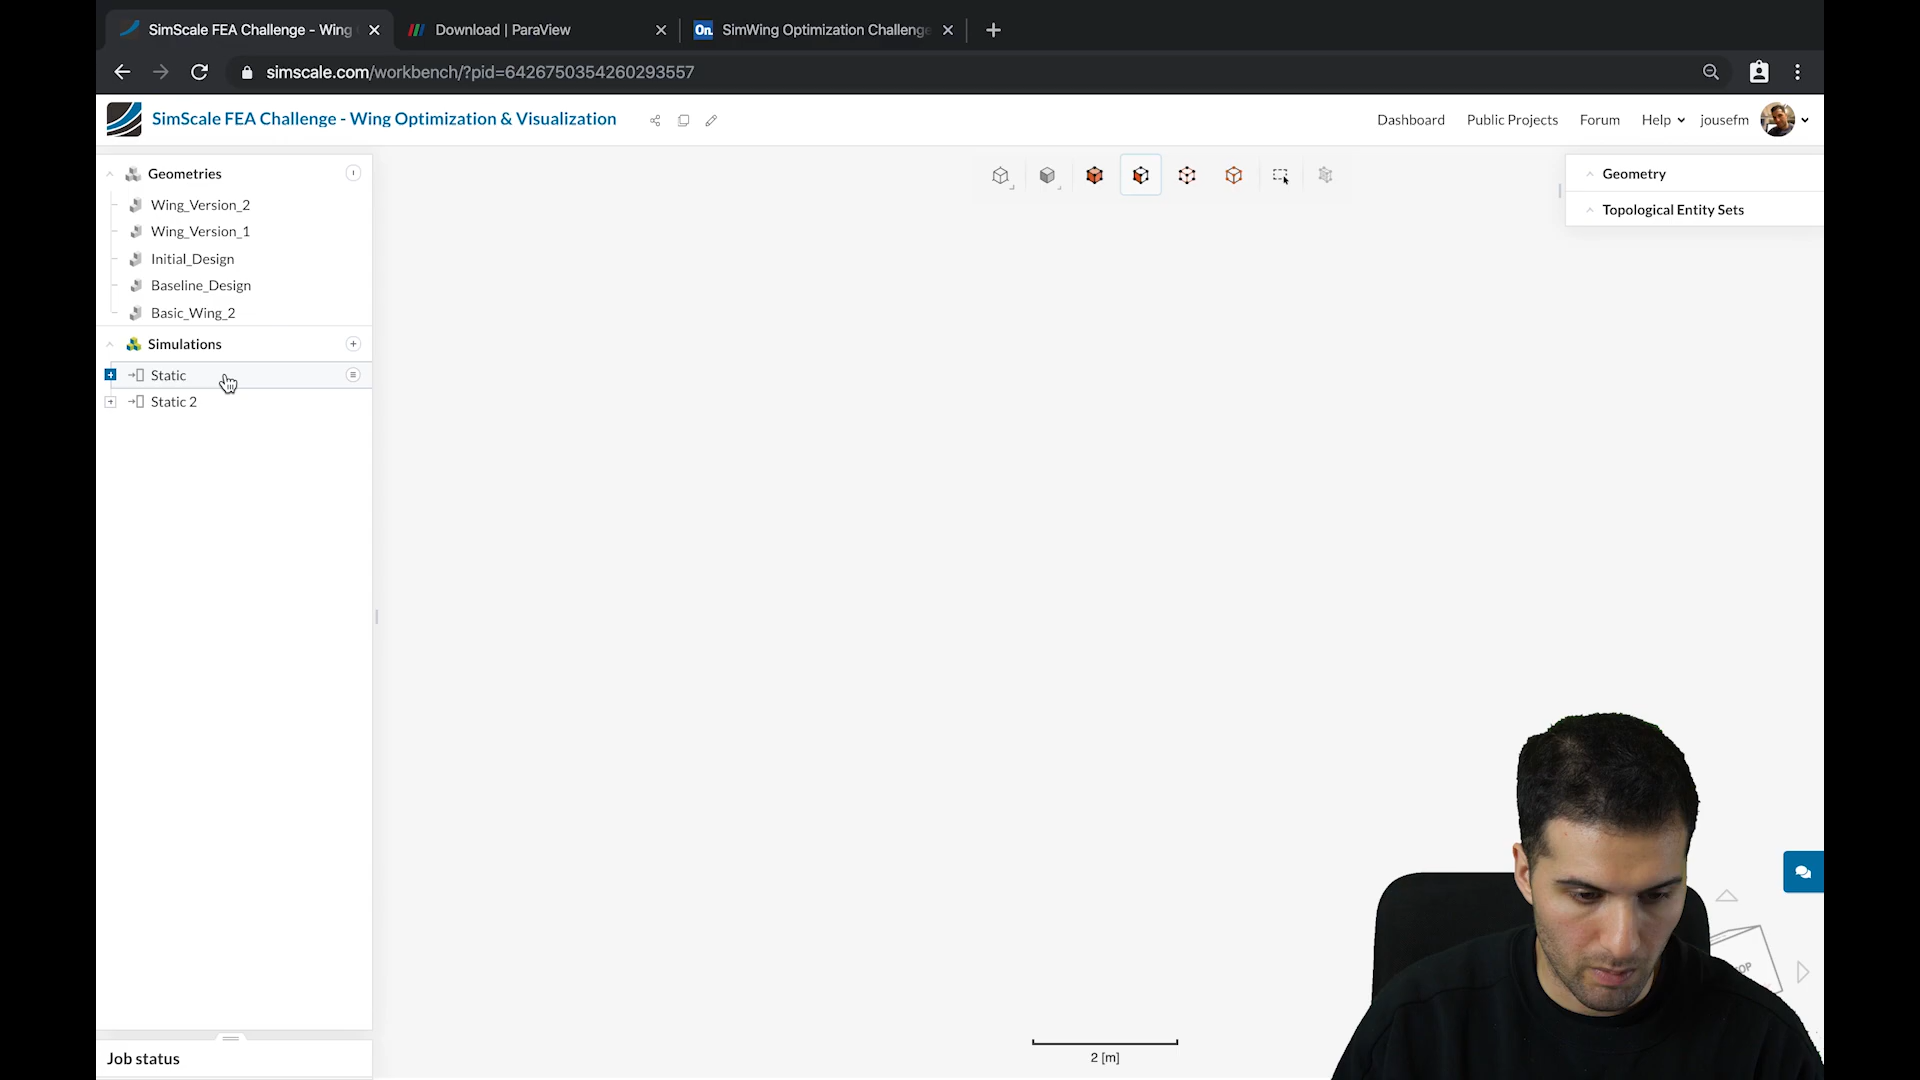 SimScale FEA Challenge - Wing
Download | ParaView
On.
SimWing Optimization Challenge
simscale.com/workbench/?pid=6426750354260293557
SimScale FEA Challenge - Wing Optimization & Visualization
Dashboard
Public Projects
Forum
Help
jousefm
Geometries
Wing_Version_2
Wing_Version_1
Initial_Design
Baseline_Design
Basic_Wing_2
Simulations
Static
Static 2
Geometry
Topological Entity Sets
2 [m]
Job status